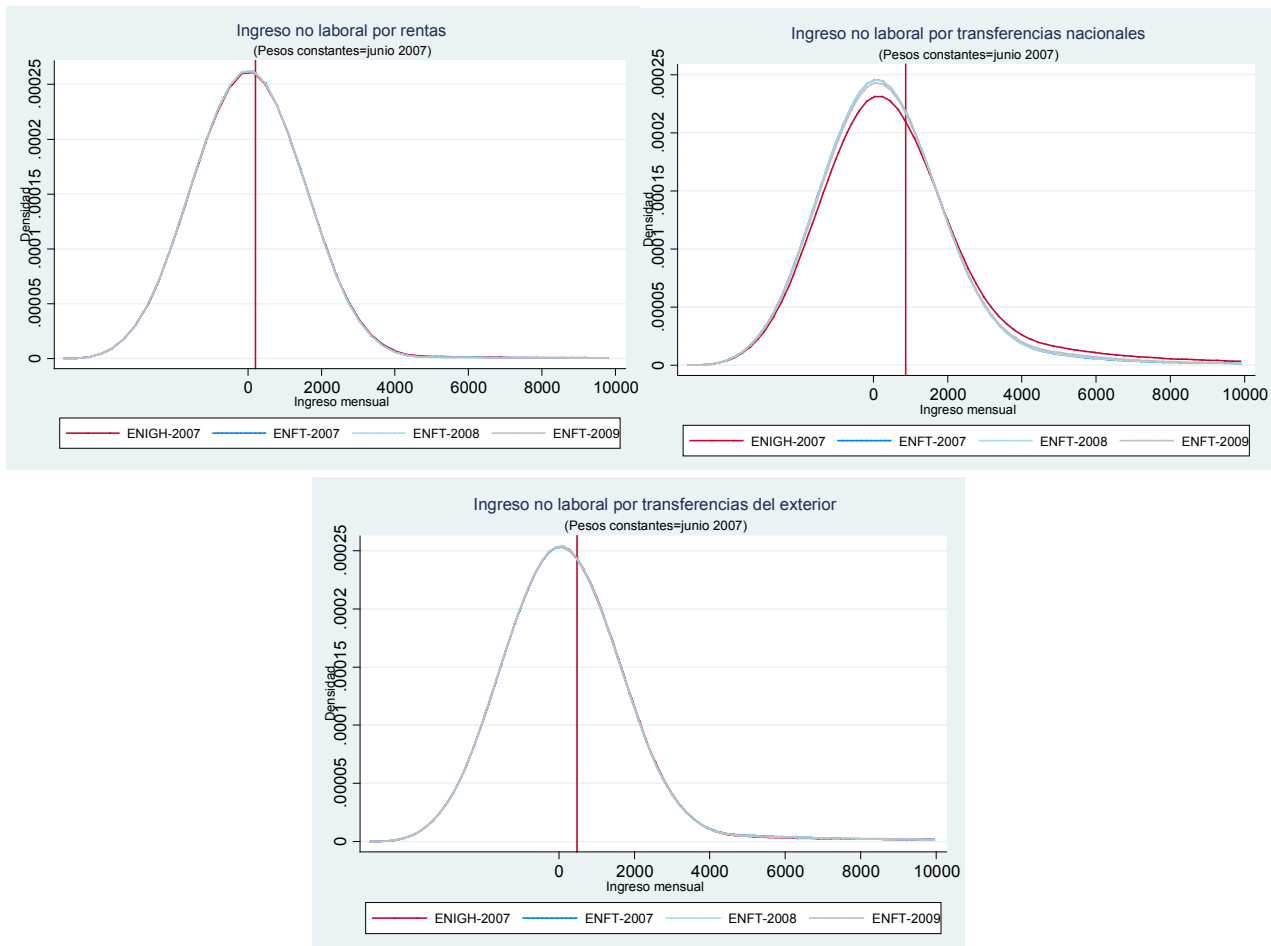 Ingreso no laboral por rentas
(Pesos constantes=junio 2007)
Densidad
.00025
.0002
.00015
.0001
.00005
0
0 2000 4000 6000 8000 10000
Ingreso mensual
ENIGH-2007 ENFT-2007 ENFT-2008 ENFT-2009
Ingreso no laboral por transferencias nacionales
(Pesos constantes=junio 2007)
Densidad
.00025
.0002
.00015
.0001
.00005
0
0 2000 4000 6000 8000 10000
Ingreso mensual
ENIGH-2007 ENFT-2007 ENFT-2008 ENFT-2009
Ingreso no laboral por transferencias del exterior
(Pesos constantes=junio 2007)
Densidad
.00025
.0002
.00015
.0001
.00005
0
0 2000 4000 6000 8000 10000
Ingreso mensual
ENIGH-2007 ENFT-2007 ENFT-2008 ENFT-2009